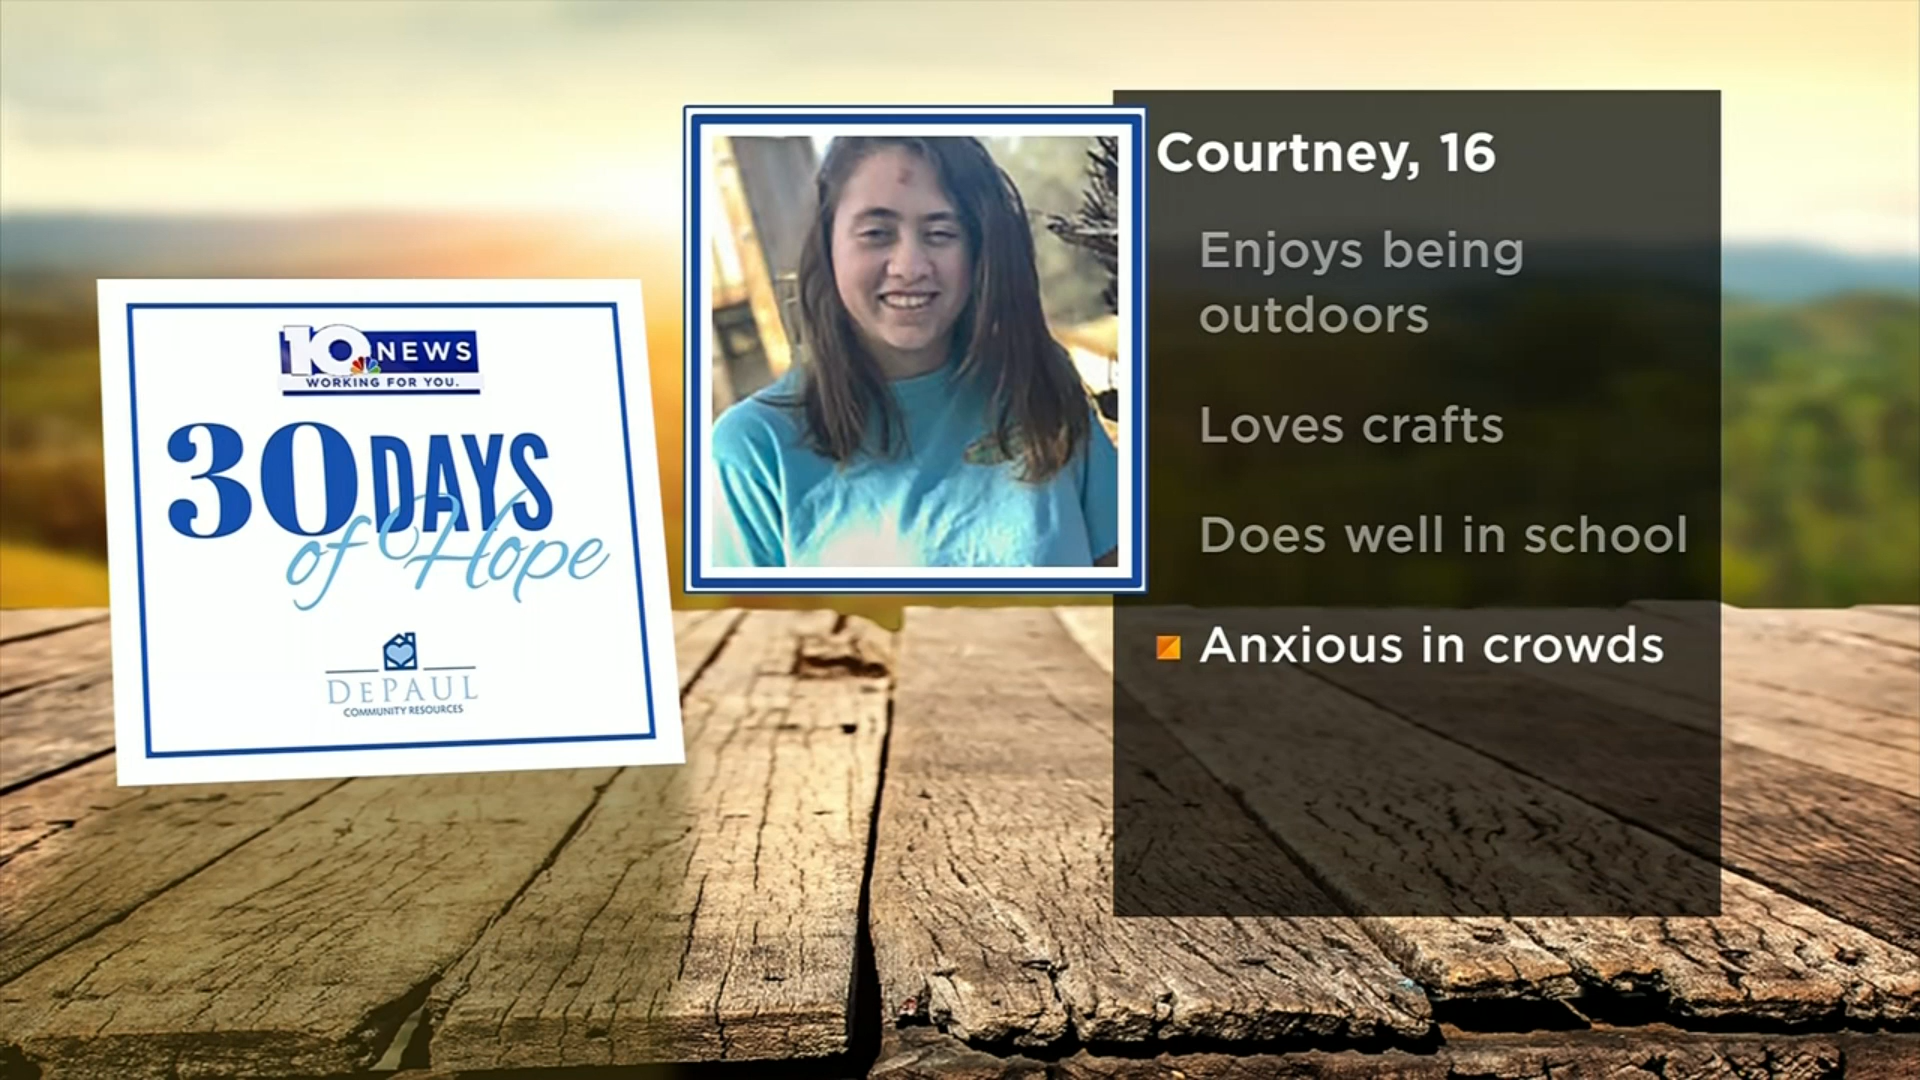 10 NEWS
WORKING FOR YOU.
30 DAYS
of Hope
DEPAUL
COMMUNITY RESOURCES
Courtney, 16
Enjoys being
outdoors
Loves crafts
Does well in school
Anxious in crowds